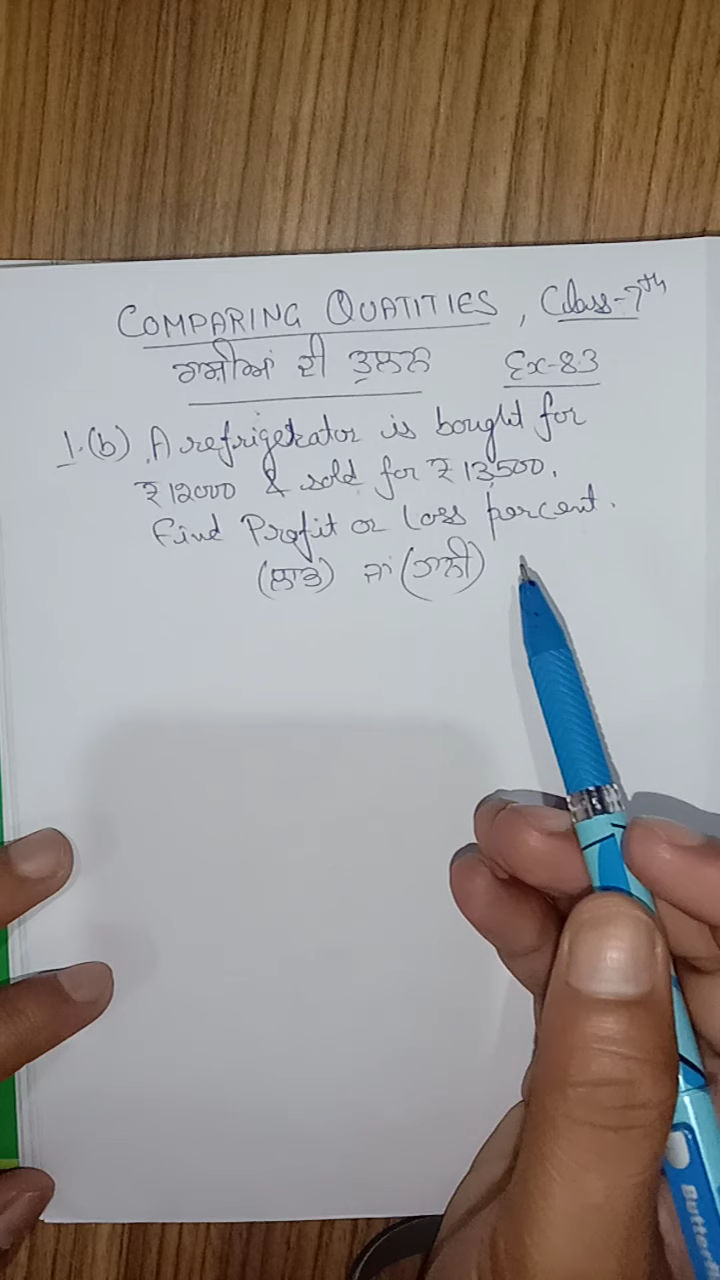 COMPARING QUATITIES, Class-7th
ਰਾਸ਼ੀਆਂ ਦੀ ਤੁਲਨ Ex-8.3
1.(b) A refrigerator is bought for
₹12000 & sold for ₹13,500.
Find Profit or Loss percent.
(ਲਾਭ) ਜਾਂ (ਹਾਨੀ)
Butterf